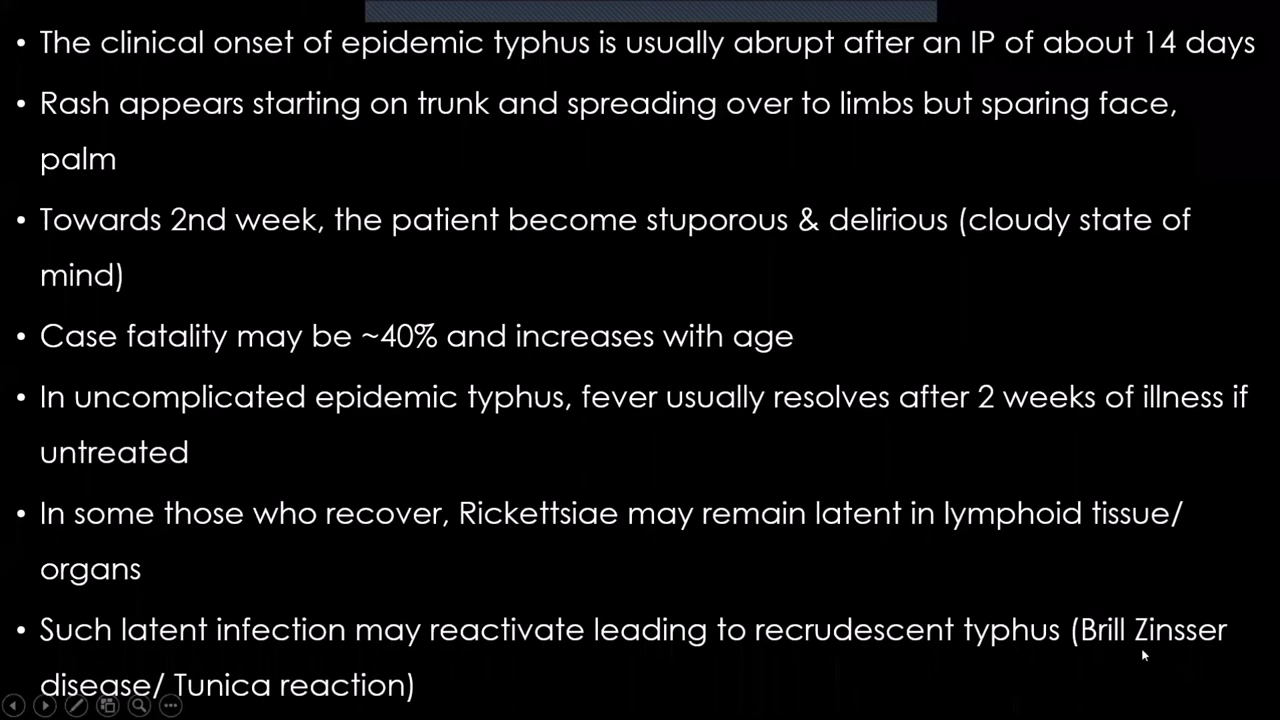 • The clinical onset of epidemic typhus is usually abrupt after an IP of about 14 days
• Rash appears starting on trunk and spreading over to limbs but sparing face,
palm
• Towards 2nd week, the patient become stuporous & delirious (cloudy state of
mind)
• Case fatality may be ~40% and increases with age
• In uncomplicated epidemic typhus, fever usually resolves after 2 weeks of illness if
untreated
• In some those who recover, Rickettsiae may remain latent in lymphoid tissue/
organs
• Such latent infection may reactivate leading to recrudescent typhus (Brill Zinsser
disease/ Tunica reaction)